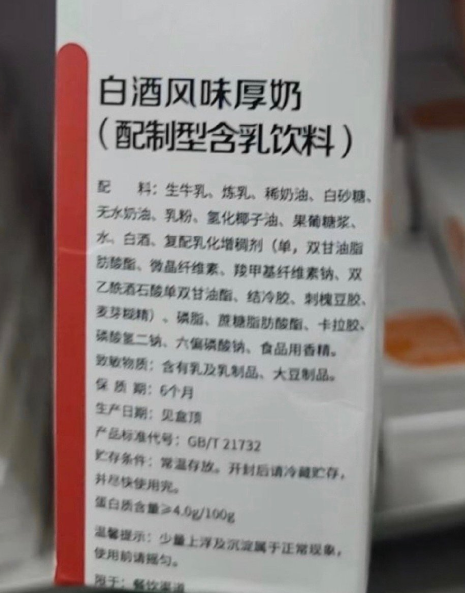 白酒风味厚奶
（配制型含乳饮料）
配　料：生牛乳、炼乳、稀奶油、白砂糖、
无水奶油、乳粉、氢化椰子油、果葡糖浆、
水、白酒、复配乳化增稠剂（单，双甘油脂
肪酸酯、微晶纤维素、羧甲基纤维素钠、双
乙酰酒石酸单双甘油酯、结冷胶、刺槐豆胶、
麦芽糊精）、磷脂、蔗糖脂肪酸酯、卡拉胶、
磷酸氢二钠、六偏磷酸钠、食品用香精。
致敏物质：含有乳及乳制品、大豆制品。
保 质 期：6个月
生产日期：见盒顶
产品标准代号：GB/T 21732
贮存条件：常温存放。开封后请冷藏贮存，
并尽快使用完。
蛋白质含量≥4.0g/100g
温馨提示：少量上浮及沉淀属于正常现象，
使用前请摇匀。
限于：餐饮渠道